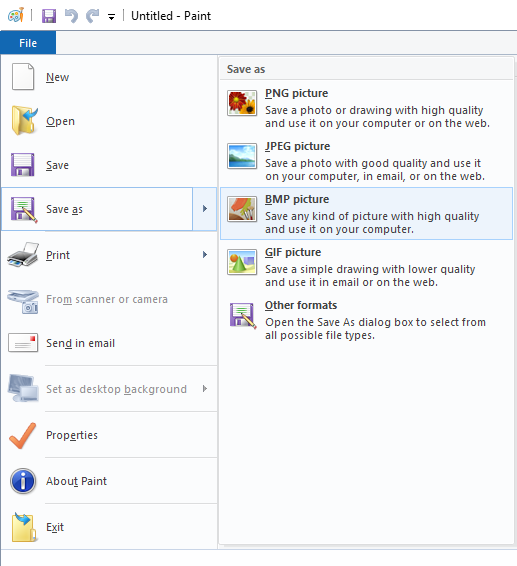 Untitled - Paint
File
New
Open
Save
Save as
Print
From scanner or camera
Send in email
Set as desktop background
Properties
About Paint
Exit
Save as
PNG picture
Save a photo or drawing with high quality
and use it on your computer or on the web.
JPEG picture
Save a photo with good quality and use it
on your computer, in email, or on the web.
BMP picture
Save any kind of picture with high quality
and use it on your computer.
GIF picture
Save a simple drawing with lower quality
and use it in email or on the web.
Other formats
Open the Save As dialog box to select from
all possible file types.